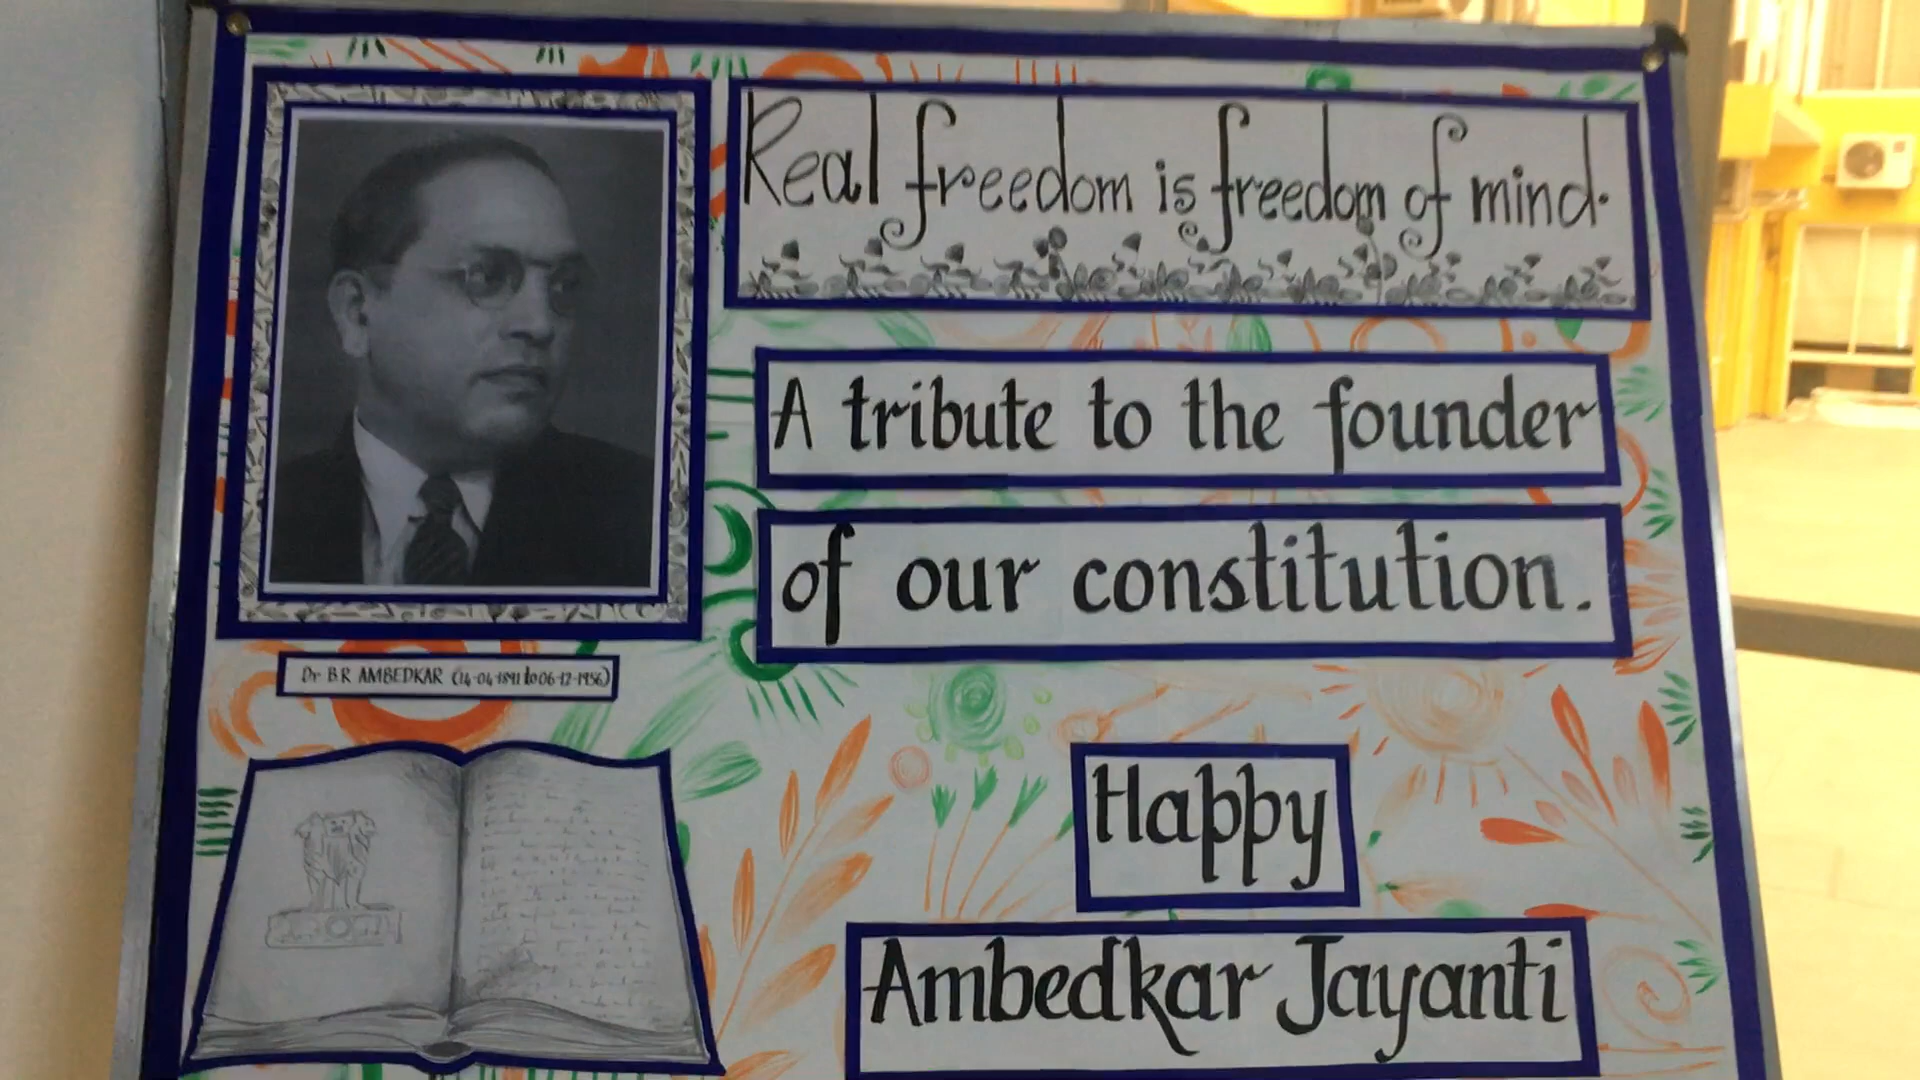 Real freedom is freedom of mind.
A tribute to the founder
of our constitution.
Dr B R AMBEDKAR (14-04-1891 to 06-12-1956)
Happy
Ambedkar Jayanti